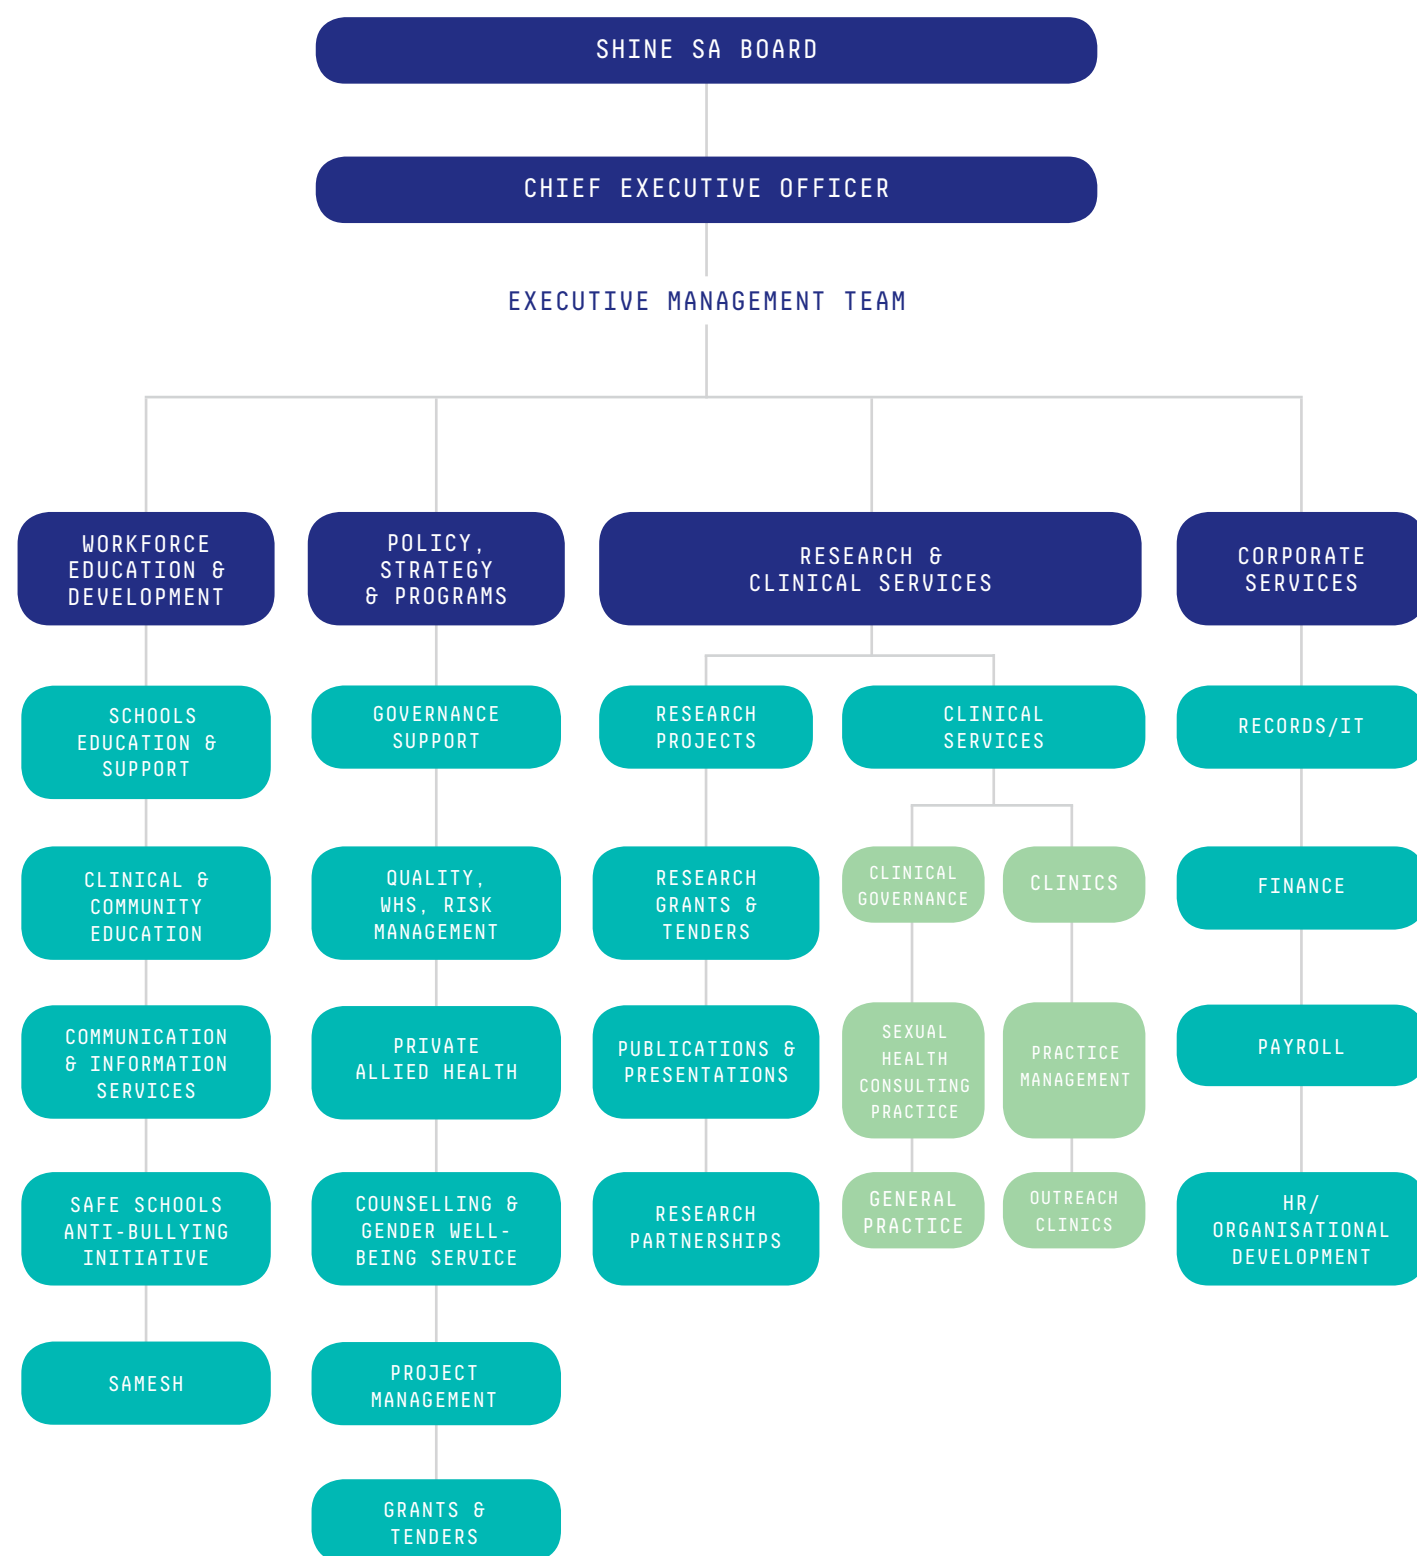 SHINE SA BOARD
CHIEF EXECUTIVE OFFICER
EXECUTIVE MANAGEMENT TEAM
WORKFORCE
EDUCATION &
DEVELOPMENT
POLICY,
STRATEGY
& PROGRAMS
RESEARCH &
CLINICAL SERVICES
CORPORATE
SERVICES
SCHOOLS
EDUCATION &
SUPPORT
GOVERNANCE
SUPPORT
RESEARCH
PROJECTS
CLINICAL
SERVICES
RECORDS/IT
CLINICAL &
COMMUNITY
EDUCATION
QUALITY,
WHS, RISK
MANAGEMENT
RESEARCH
GRANTS &
TENDERS
CLINICAL
GOVERNANCE
CLINICS
FINANCE
COMMUNICATION
& INFORMATION
SERVICES
PRIVATE
ALLIED HEALTH
PUBLICATIONS &
PRESENTATIONS
SEXUAL
HEALTH
CONSULTING
PRACTICE
PRACTICE
MANAGEMENT
PAYROLL
SAFE SCHOOLS
ANTI-BULLYING
INITIATIVE
COUNSELLING &
GENDER WELL-
BEING SERVICE
RESEARCH
PARTNERSHIPS
GENERAL
PRACTICE
OUTREACH
CLINICS
HR/
ORGANISATIONAL
DEVELOPMENT
SAMESH
PROJECT
MANAGEMENT
GRANTS &
TENDERS